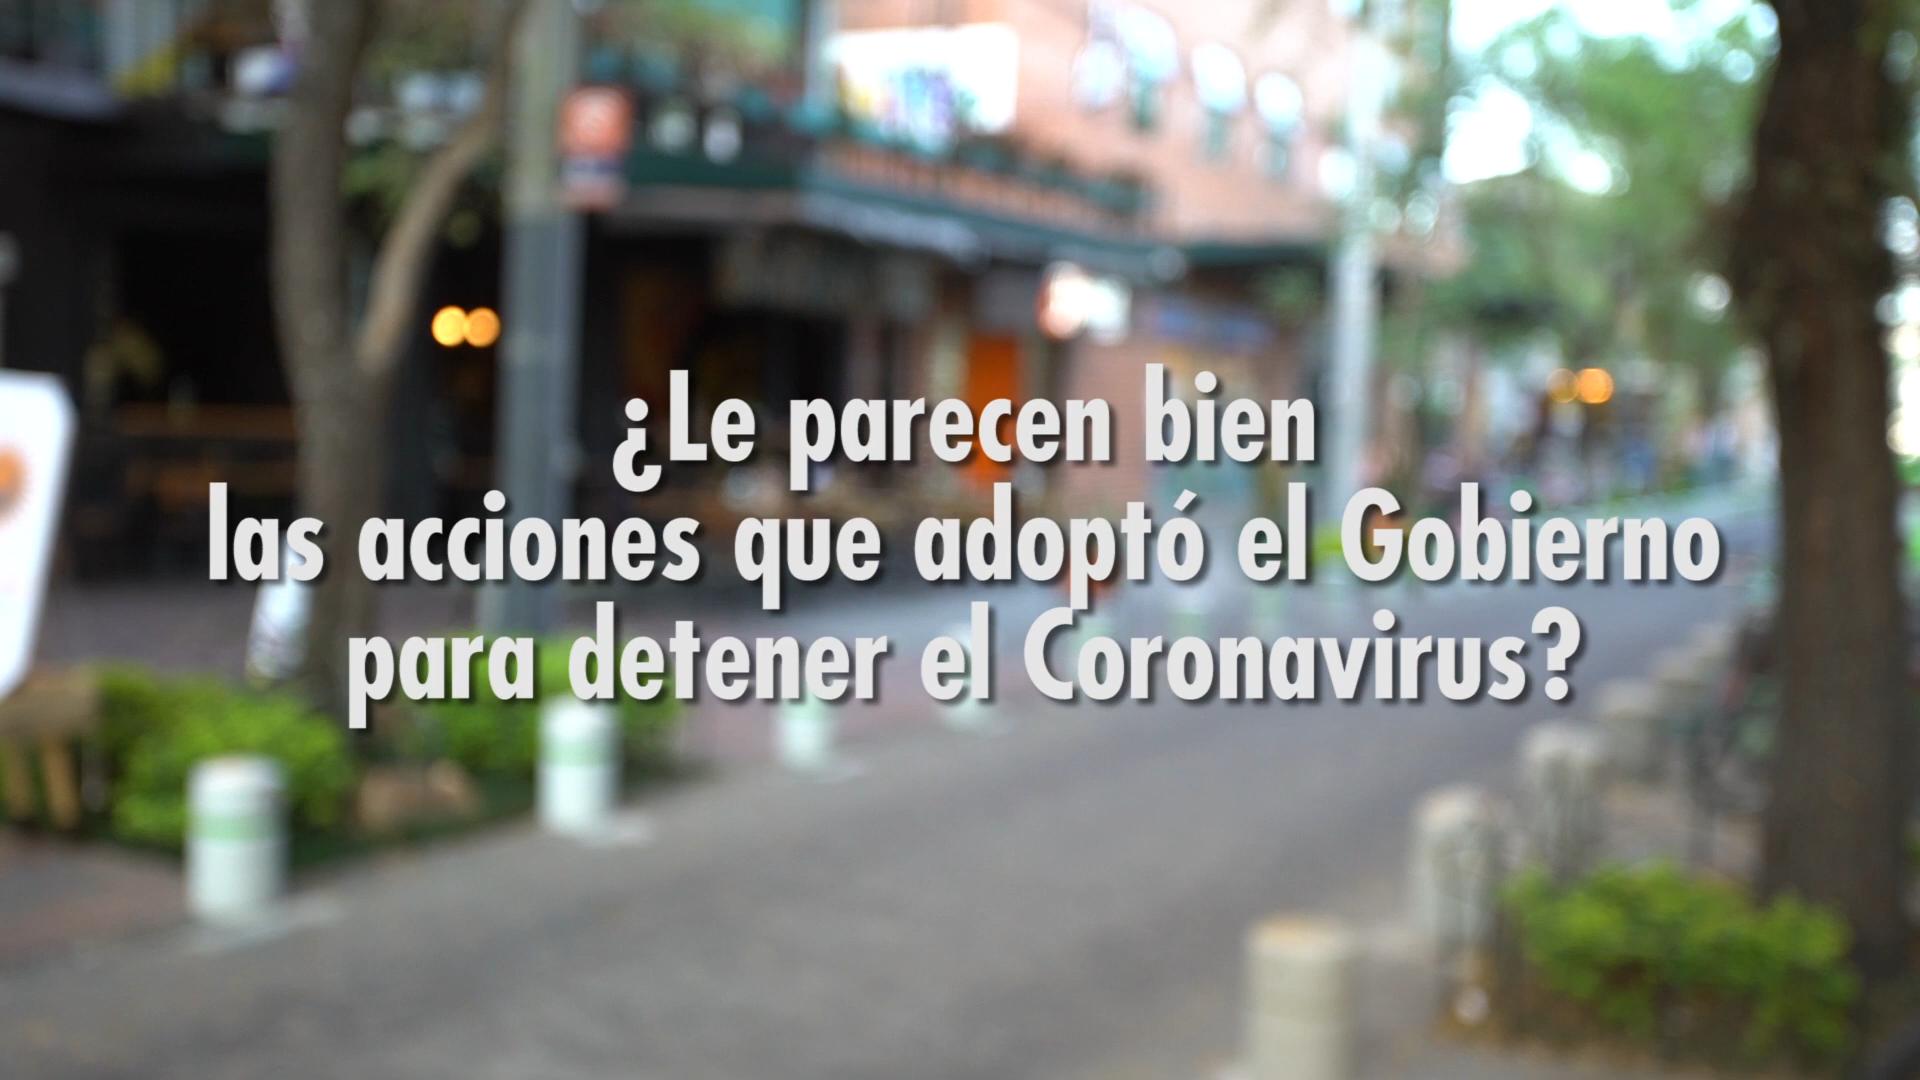 ¿Le parecen bien
las acciones que adoptó el Gobierno
para detener el Coronavirus?